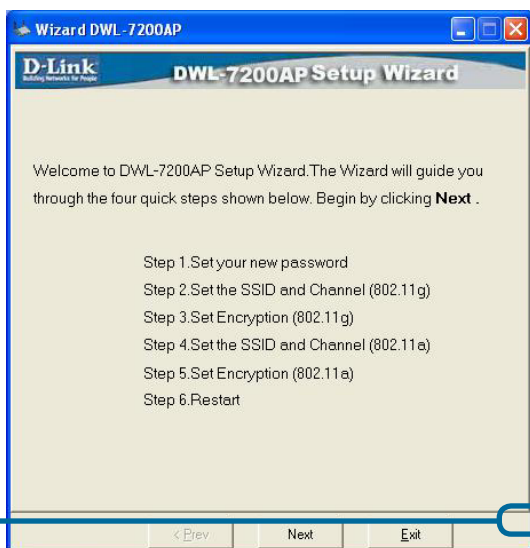 Wizard DWL-7200AP
D-Link
Building Networks for People
DWL-7200AP Setup Wizard
Welcome to DWL-7200AP Setup Wizard.The Wizard will guide you
through the four quick steps shown below. Begin by clicking Next .
Step 1.Set your new password
Step 2.Set the SSID and Channel (802.11g)
Step 3.Set Encryption (802.11g)
Step 4.Set the SSID and Channel (802.11a)
Step 5.Set Encryption (802.11a)
Step 6.Restart
< Prev Next Exit